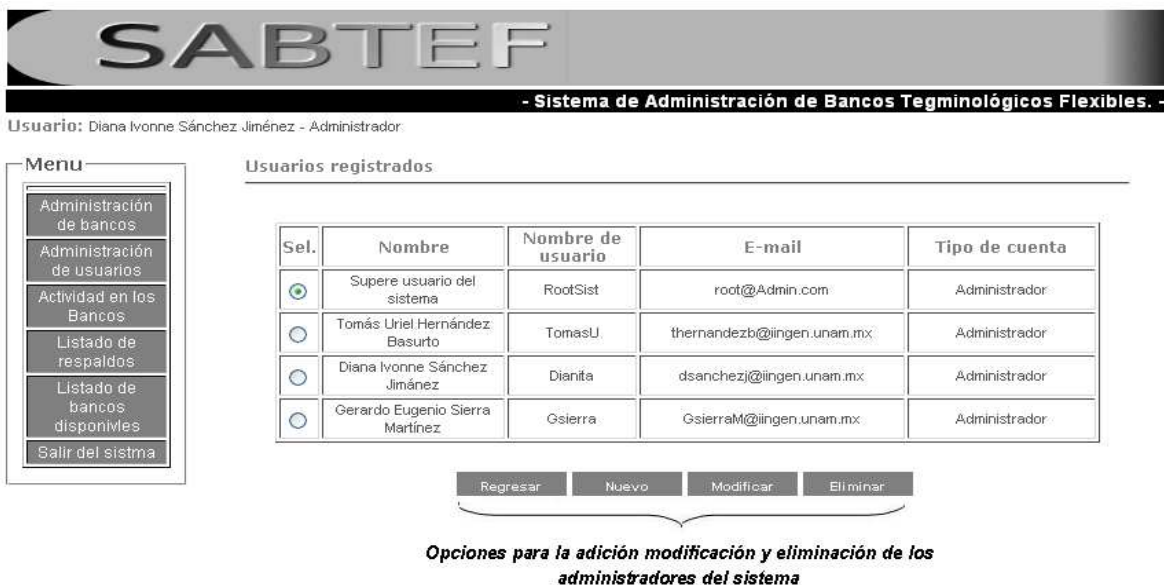 SABTEF
- Sistema de Administración de Bancos Tegminológicos Flexibles. -
Usuario: Diana Ivonne Sánchez Jiménez - Administrador
Menu
Administración
de bancos
Administración
de usuarios
Actividad en los
Bancos
Listado de
respaldos
Listado de
bancos
disponivles
Salir del sistma
Usuarios registrados
Sel. Nombre Nombre de usuario E-mail Tipo de cuenta
Supere usuario del sistema RootSist root@Admin.com Administrador
Tomás Uriel Hernández Basurto TomasU. thernandezb@iingen.unam.mx Administrador
Diana Ivonne Sánchez Jimánez Dianita dsanchezj@iingen.unam.mx Administrador
Gerardo Eugenio Sierra Martínez Gsierra GsierraM@iingen.unam.mx Administrador
Regresar Nuevo Modificar Eliminar
Opciones para la adición modificación y eliminación de los
administradores del sistema